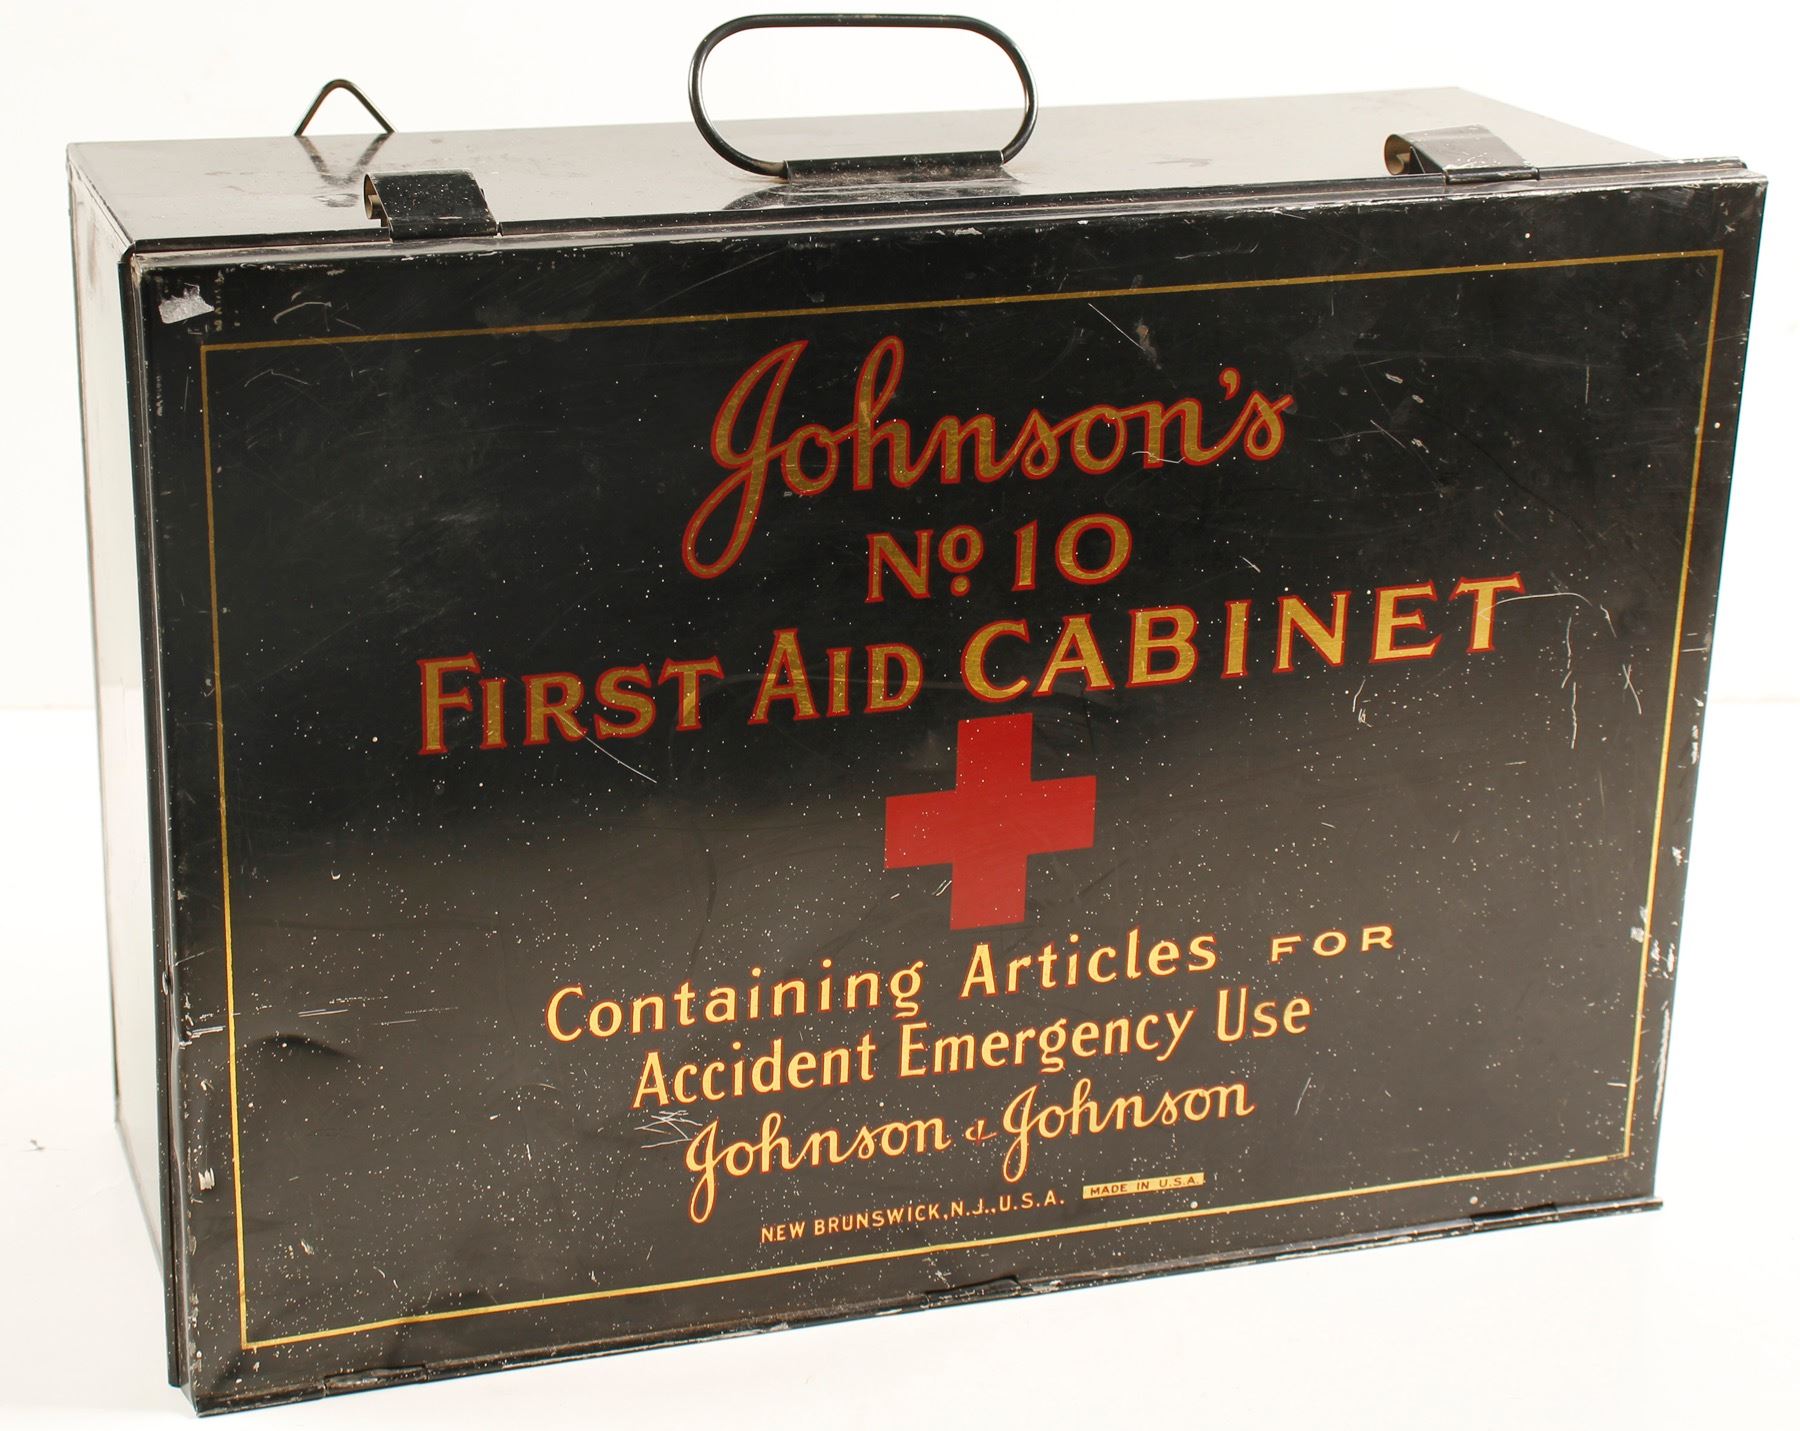 Johnson's
No 10
FIRST AID CABINET
Containing Articles FOR
Accident Emergency Use
Johnson & Johnson
NEW BRUNSWICK, N.J., U.S.A. MADE IN U.S.A.